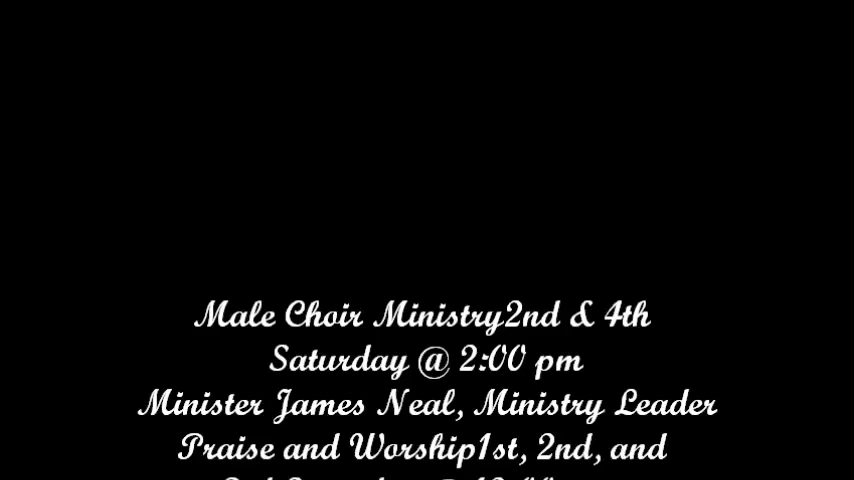 Male Choir Ministry2nd & 4th
Saturday @ 2:00 pm
Minister James Neal, Ministry Leader
Praise and Worship1st, 2nd, and